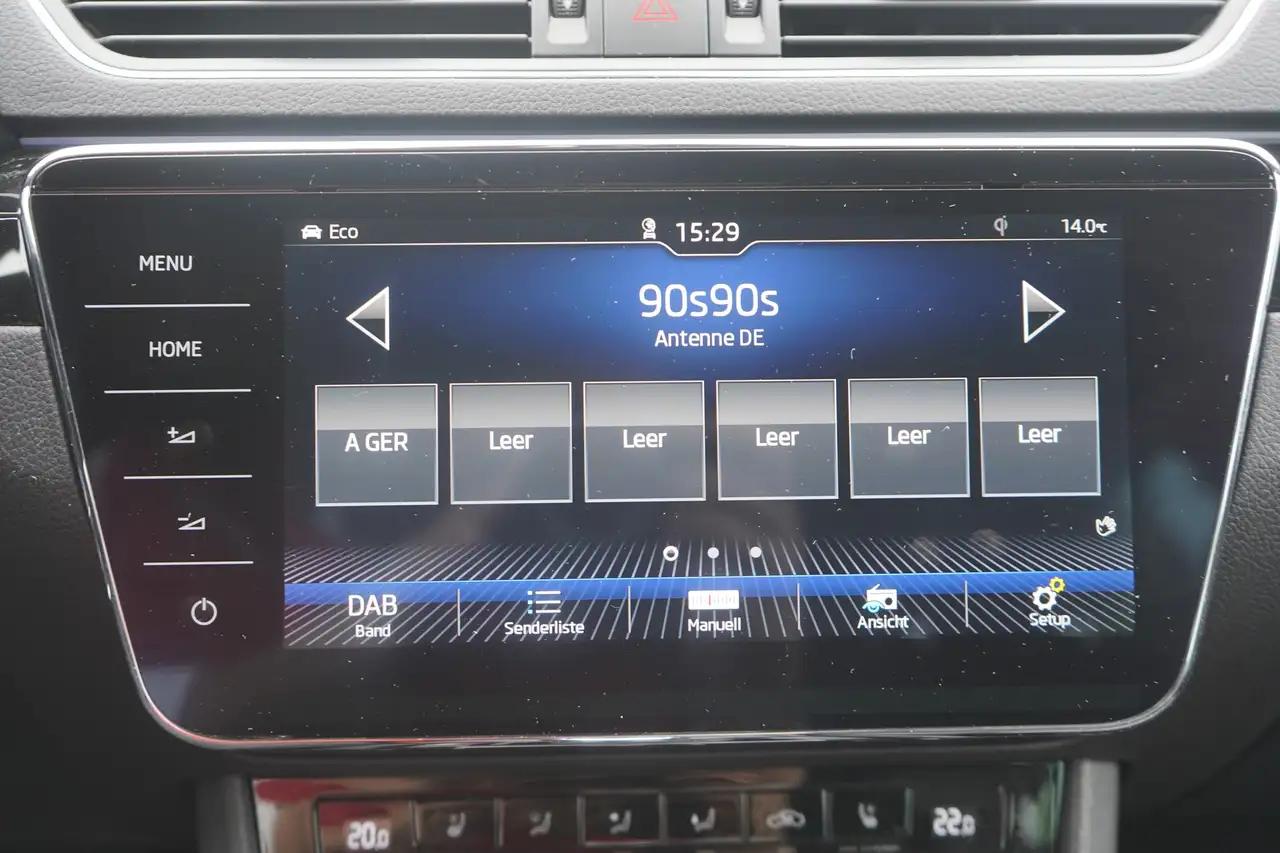 Eco
15:29
14.0°C
MENU
HOME
90s90s
Antenne DE
A GER
Leer
Leer
Leer
Leer
Leer
DAB
Band
Senderliste
Manuell
Ansicht
Setup
20.0
22.0